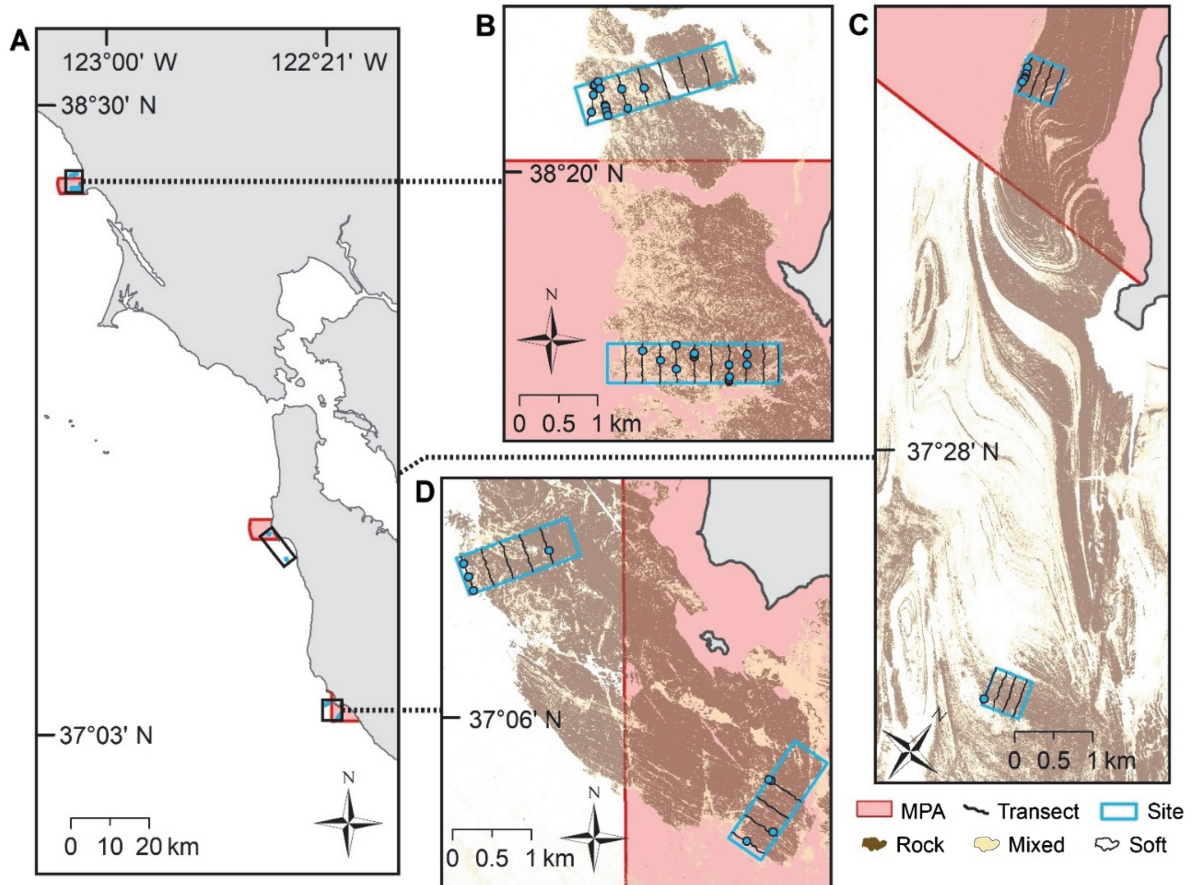 A
123°00' W
122°21' W
38°30' N
37°03' N
N
0 10 20 km
B
38°20' N
N
0 0.5 1 km
C
37°28' N
N
0 0.5 1 km
D
37°06' N
N
0 0.5 1 km
MPA Transect Site
Rock Mixed Soft